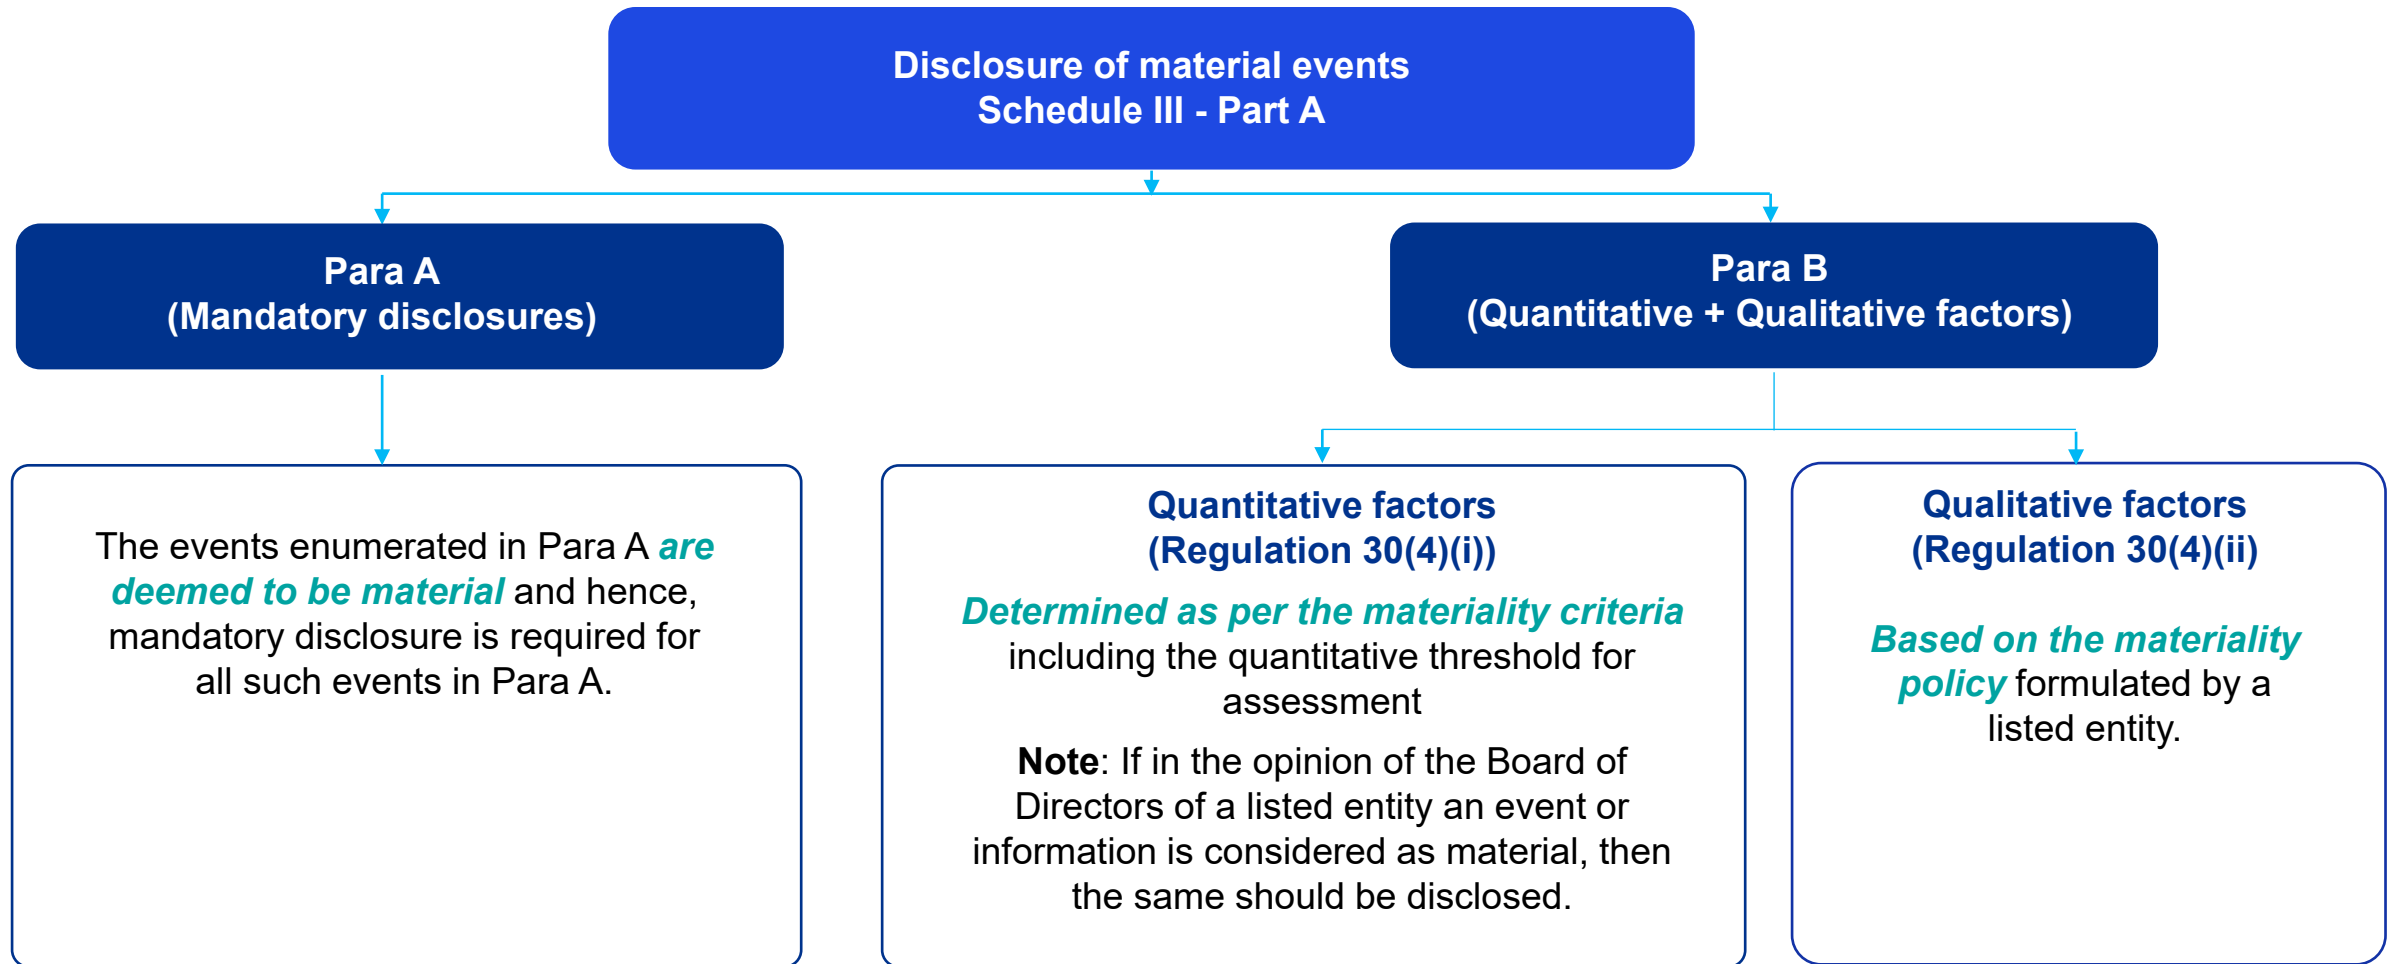 Disclosure of material events
Schedule III - Part A
Para A
(Mandatory disclosures)
Para B
(Quantitative + Qualitative factors)
The events enumerated in Para A are
deemed to be material and hence,
mandatory disclosure is required for
all such events in Para A.
Quantitative factors
(Regulation 30(4)(i))
Determined as per the materiality criteria
including the quantitative threshold for
assessment
Note: If in the opinion of the Board of
Directors of a listed entity an event or
information is considered as material, then
the same should be disclosed.
Qualitative factors
(Regulation 30(4)(ii)
Based on the materiality
policy formulated by a
listed entity.